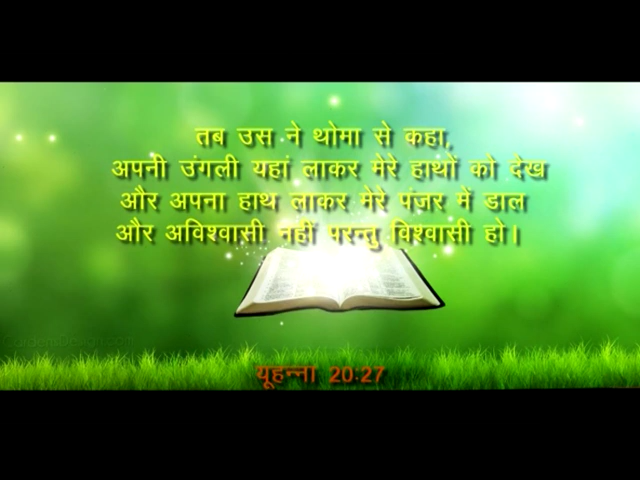 तब उस ने थोमा से कहा,
अपनी उंगली यहां लाकर मेरे हाथों को देख
और अपना हाथ लाकर मेरे पंजर में डाल
और अविश्वासी नहीं परन्तु विश्वासी हो।
यूहन्ना 20:27